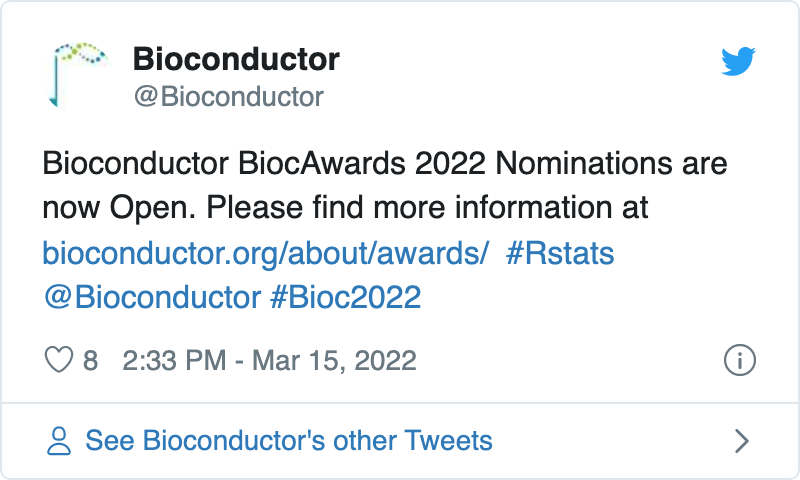 Bioconductor
@Bioconductor
Bioconductor BiocAwards 2022 Nominations are
now Open. Please find more information at
bioconductor.org/about/awards/ #Rstats
@Bioconductor #Bioc2022
8 2:33 PM - Mar 15, 2022
See Bioconductor's other Tweets